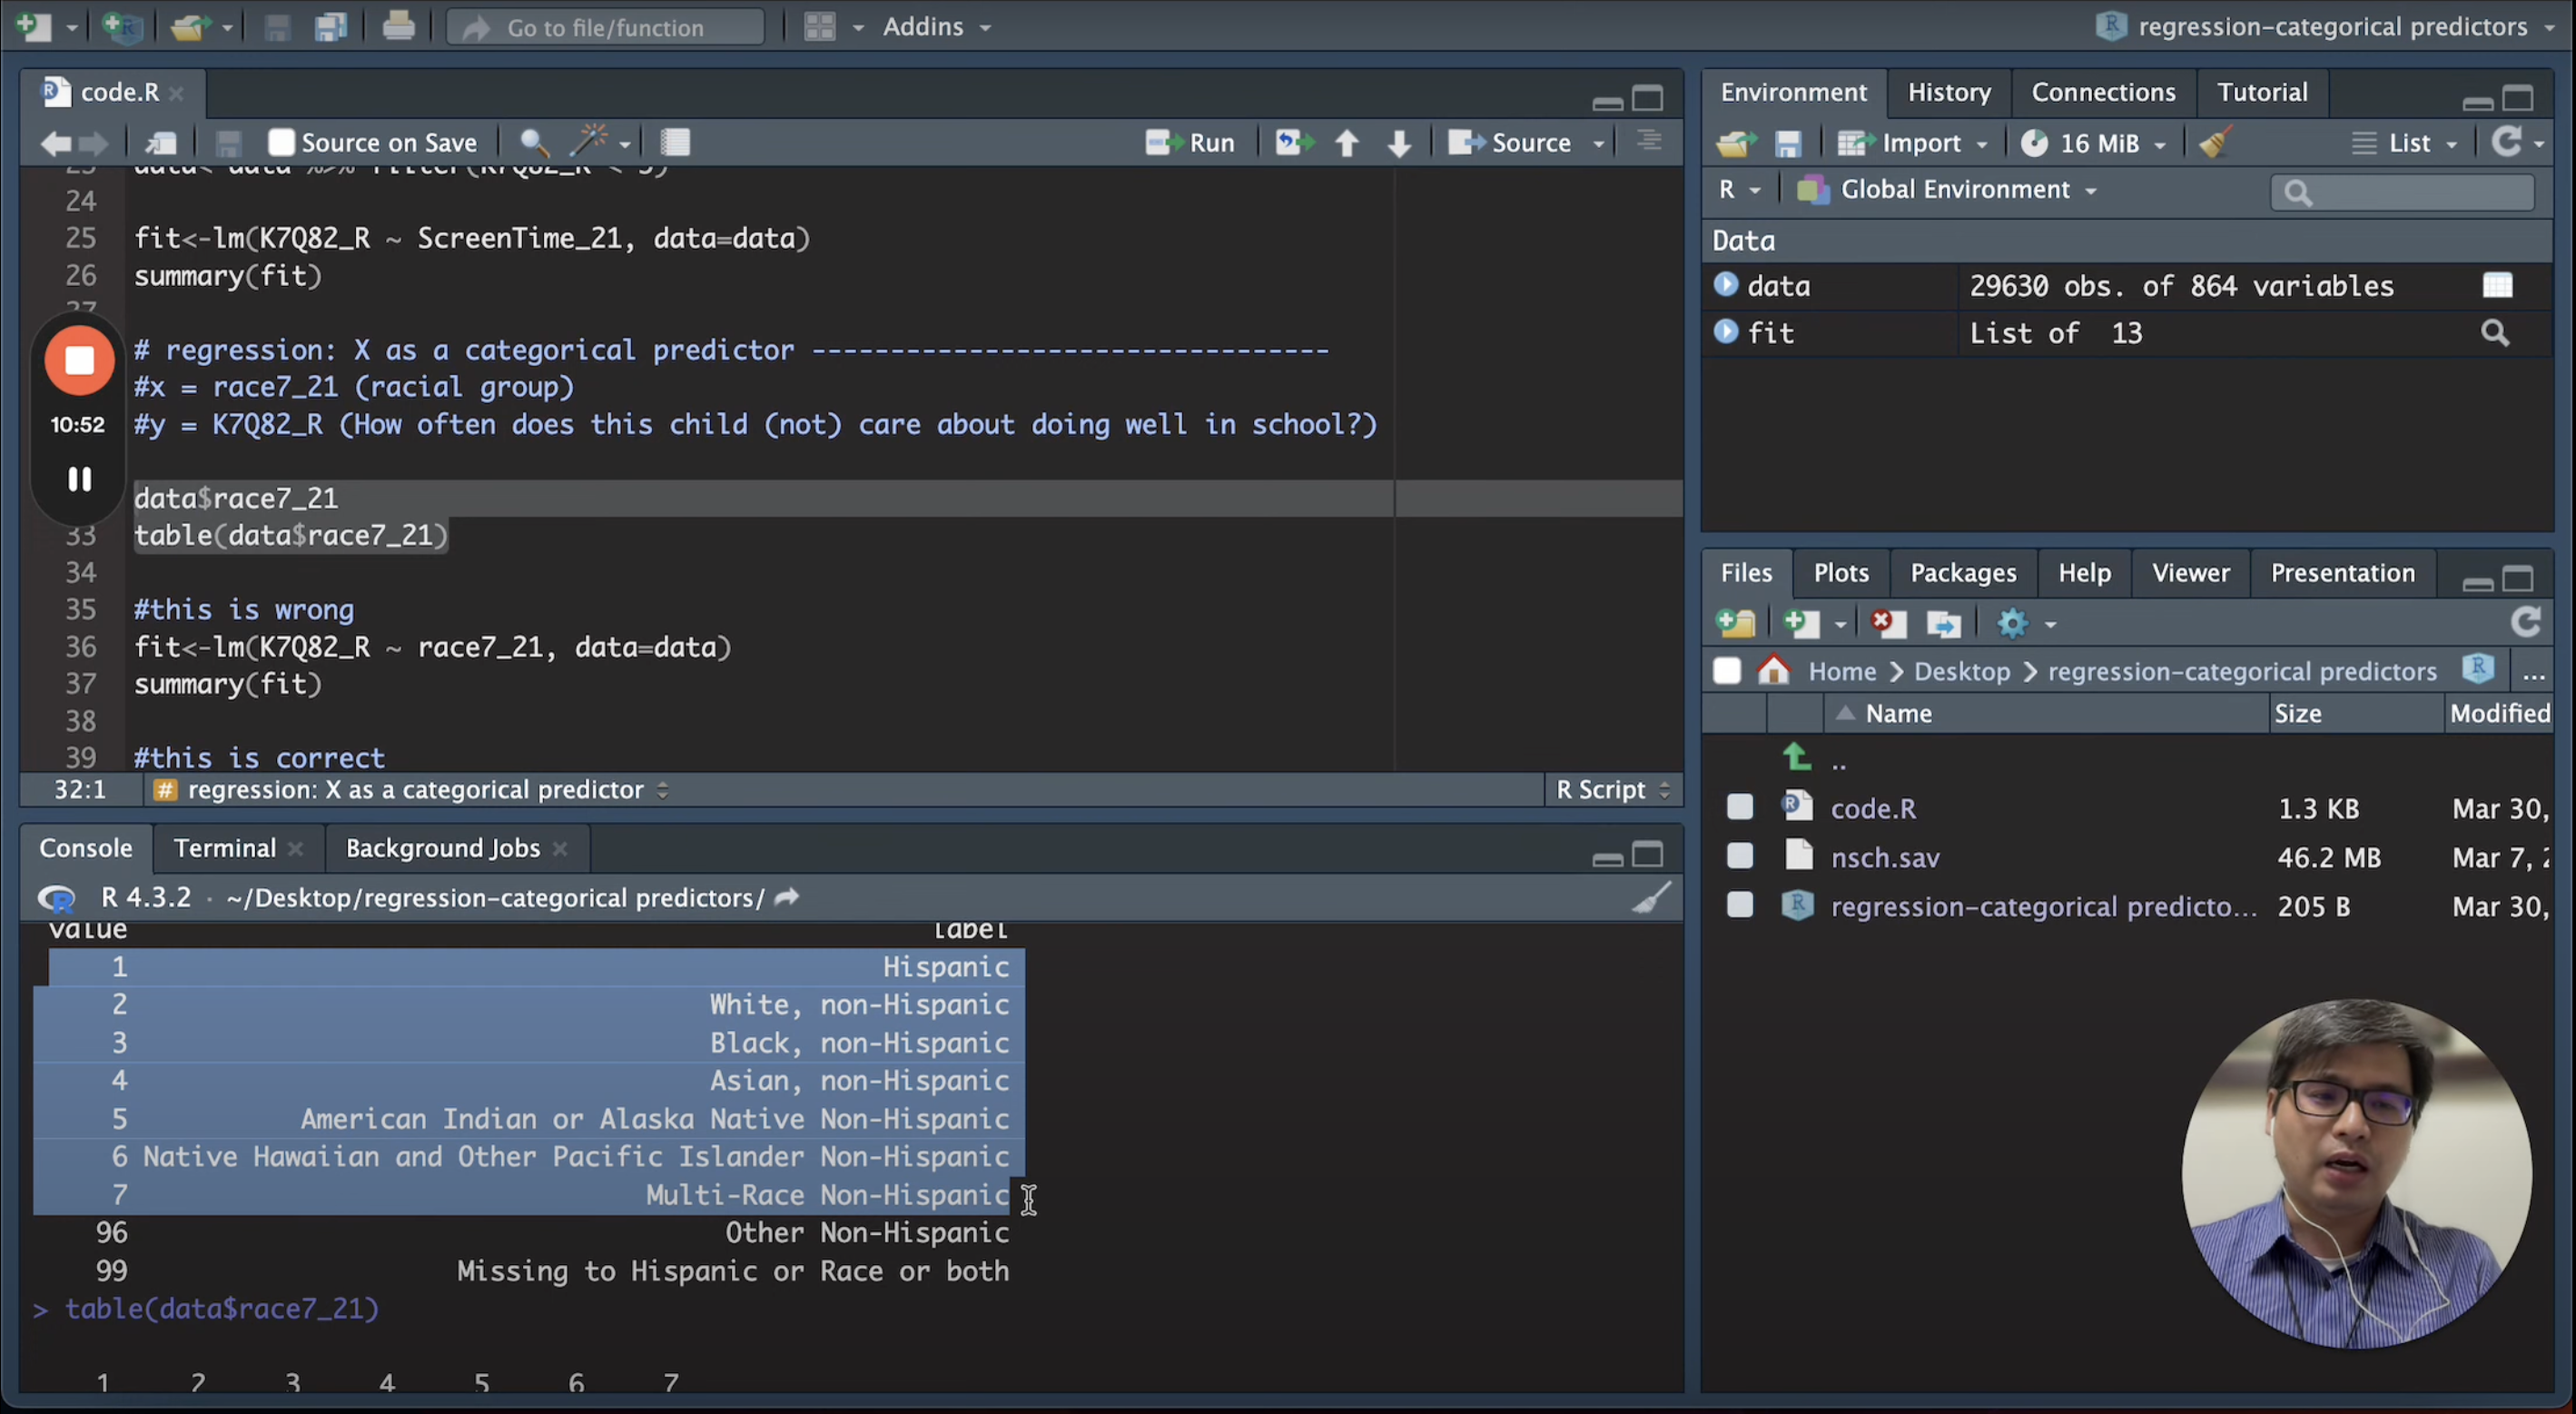 Go to file/function
Addins
regression-categorical predictors
code.R
Source on Save
Run
Source
24
25 fit<-lm(K7Q82_R ~ ScreenTime_21, data=data)
26 summary(fit)
# regression: X as a categorical predictor ---------------------------------
#x = race7_21 (racial group)
#y = K7Q82_R (How often does this child (not) care about doing well in school?)
10:52
data$race7_21
33 table(data$race7_21)
34
35 #this is wrong
36 fit<-lm(K7Q82_R ~ race7_21, data=data)
37 summary(fit)
38
39 #this is correct
32:1 # regression: X as a categorical predictor R Script
Console Terminal Background Jobs
R 4.3.2 · ~/Desktop/regression-categorical predictors/
value label
1 Hispanic
2 White, non-Hispanic
3 Black, non-Hispanic
4 Asian, non-Hispanic
5 American Indian or Alaska Native Non-Hispanic
6 Native Hawaiian and Other Pacific Islander Non-Hispanic
7 Multi-Race Non-Hispanic
96 Other Non-Hispanic
99 Missing to Hispanic or Race or both
> table(data$race7_21)
1 2 3 4 5 6 7
Environment History Connections Tutorial
Import 16 MiB List
R Global Environment
Data
data 29630 obs. of 864 variables
fit List of 13
Files Plots Packages Help Viewer Presentation
Home > Desktop > regression-categorical predictors ...
Name Size Modified
..
code.R 1.3 KB Mar 30,
nsch.sav 46.2 MB Mar 7,
regression-categorical predicto... 205 B Mar 30,